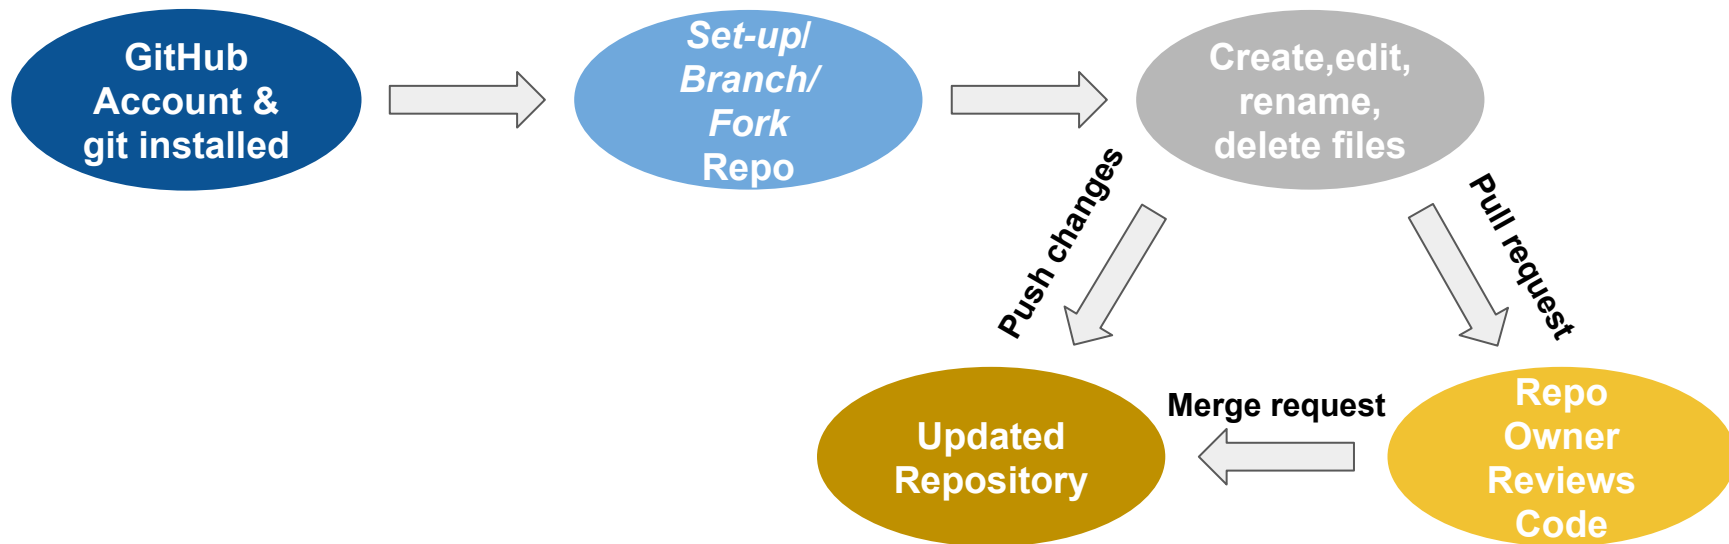 GitHub
Account &
git installed
Set-up/
Branch/
Fork
Repo
Create,edit,
rename,
delete files
Push changes
Pull request
Updated
Repository
Merge request
Repo
Owner
Reviews
Code